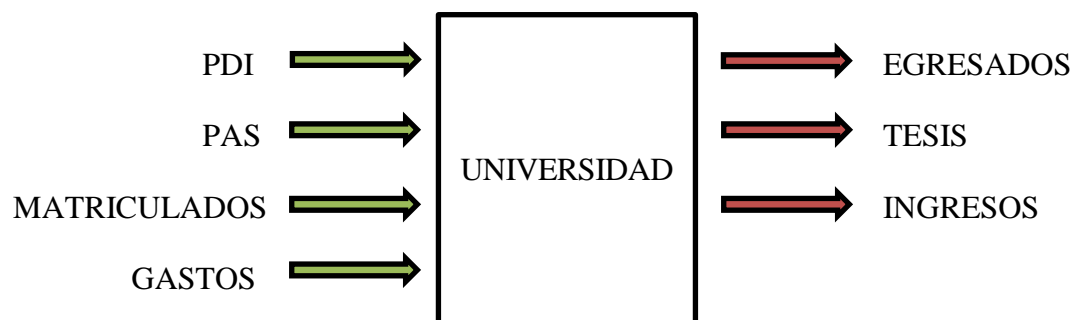 PDI
PAS
MATRICULADOS
GASTOS
UNIVERSIDAD
EGRESADOS
TESIS
INGRESOS